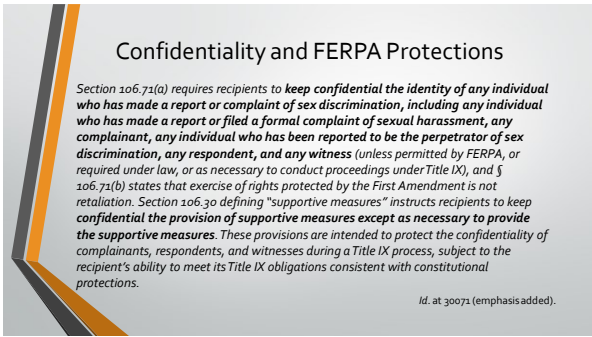 Confidentiality and FERPA Protections
Section 106.71(a) requires recipients to keep confidential the identity of any individual
who has made a report or complaint of sex discrimination, including any individual
who has made a report or filed a formal complaint of sexual harassment, any
complainant, any individual who has been reported to be the perpetrator of sex
discrimination, any respondent, and any witness (unless permitted by FERPA, or
required under law, or as necessary to conduct proceedings under Title IX), and §
106.71(b) states that exercise of rights protected by the First Amendment is not
retaliation. Section 106.30 defining “supportive measures” instructs recipients to keep
confidential the provision of supportive measures except as necessary to provide
the supportive measures. These provisions are intended to protect the confidentiality of
complainants, respondents, and witnesses during a Title IX process, subject to the
recipient’s ability to meet its Title IX obligations consistent with constitutional
protections.
Id. at 30071 (emphasis added).